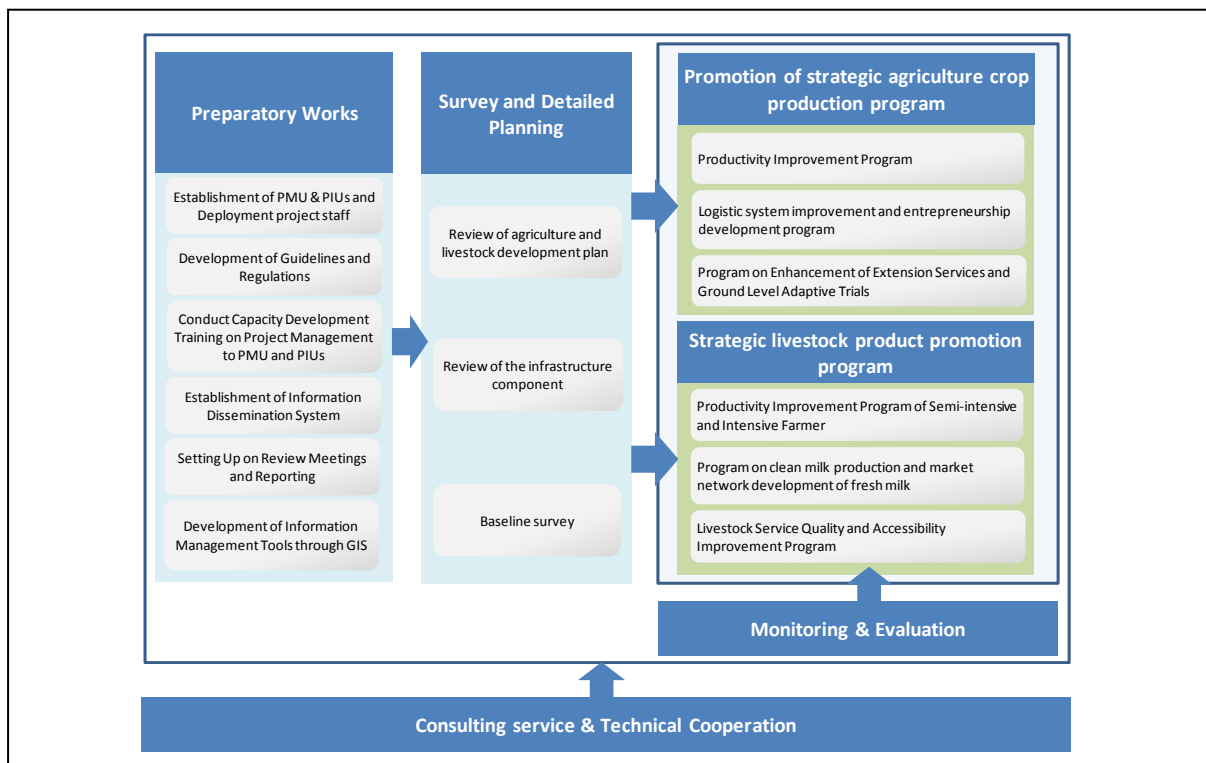 Preparatory Works
Establishment of PMU & PIUs and
Deployment project staff
Development of Guidelines and
Regulations
Conduct Capacity Development
Training on Project Management
to PMU and PIUs
Establishment of Information
Dissemination System
Setting Up on Review Meetings
and Reporting
Development of Information
Management Tools through GIS
Survey and Detailed
Planning
Review of agriculture and
livestock development plan
Review of the infrastructure
component
Baseline survey
Promotion of strategic agriculture crop
production program
Productivity Improvement Program
Logistic system improvement and entrepreneurship
development program
Program on Enhancement of Extension Services and
Ground Level Adaptive Trials
Strategic livestock product promotion
program
Productivity Improvement Program of Semi-intensive
and Intensive Farmer
Program on clean milk production and market
network development of fresh milk
Livestock Service Quality and Accessibility
Improvement Program
Monitoring & Evaluation
Consulting service & Technical Cooperation